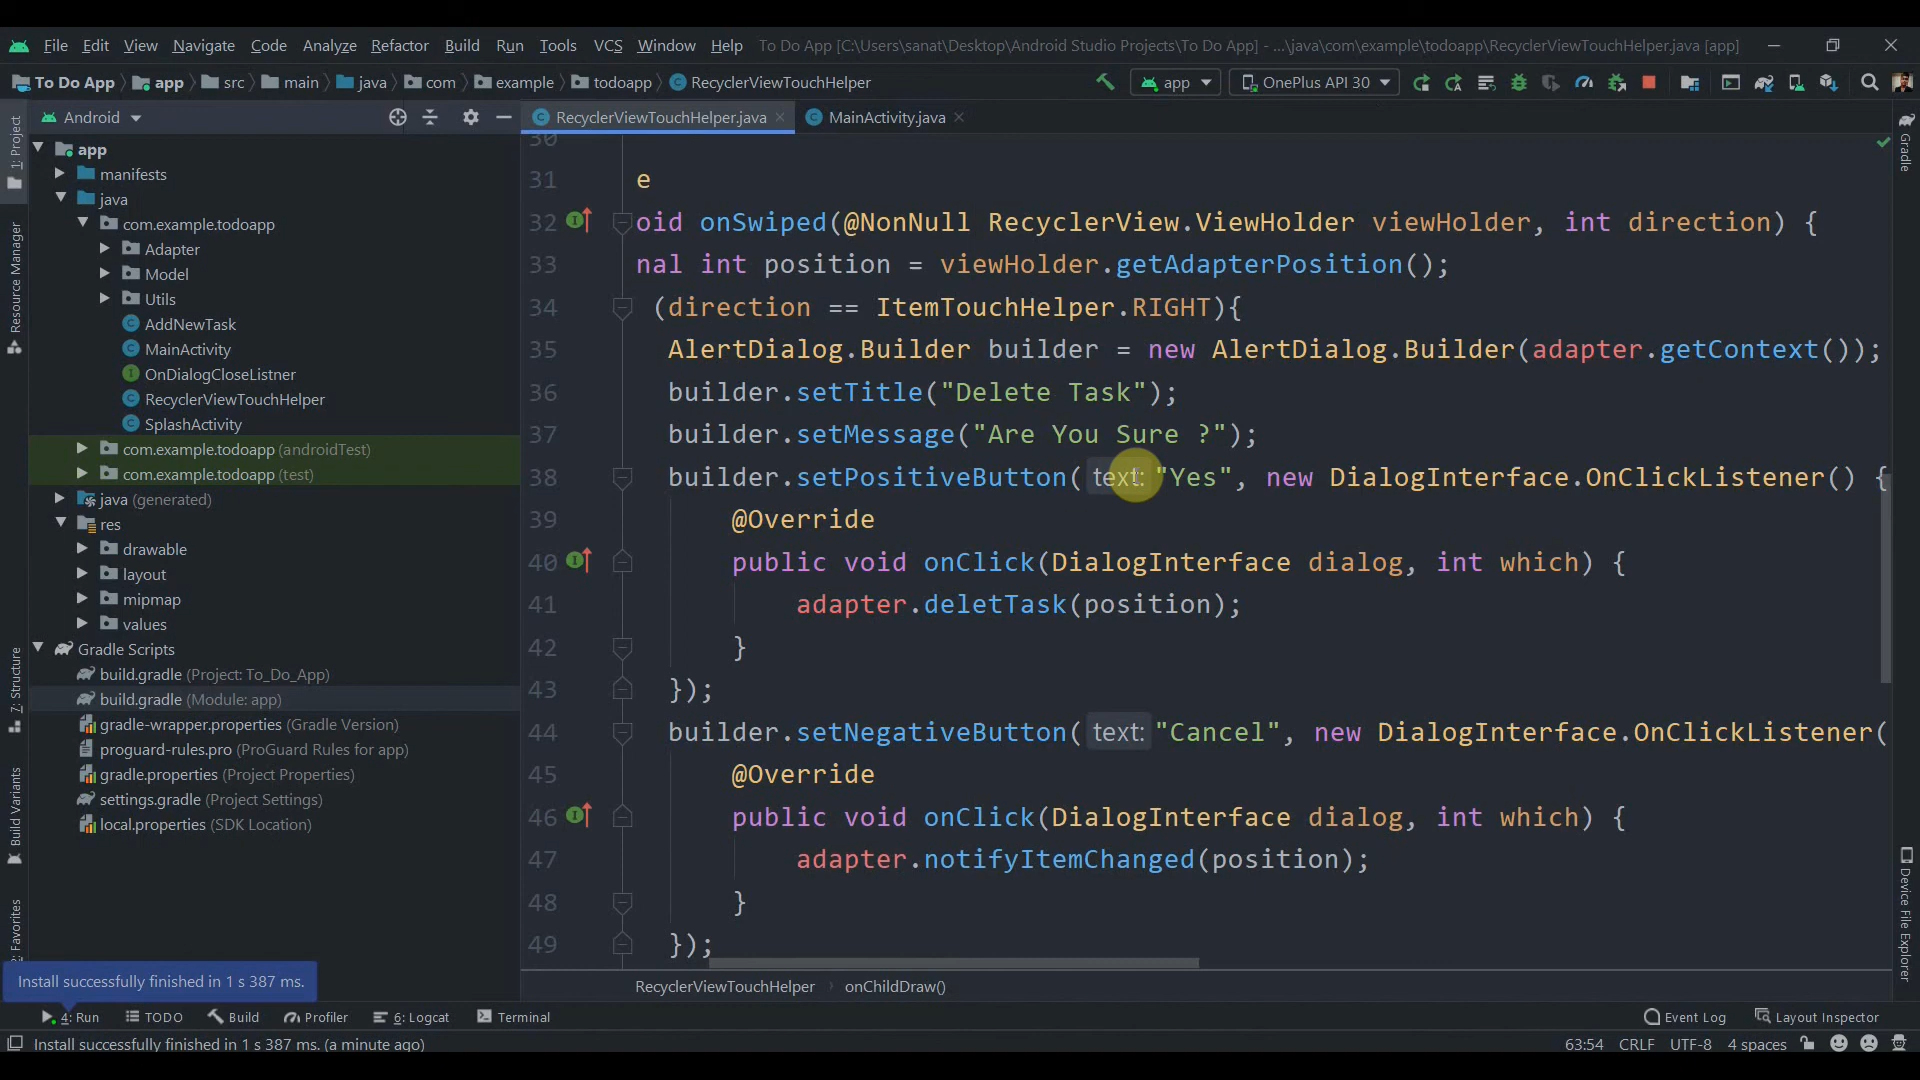 File Edit View Navigate Code Analyze Refactor Build Run Tools VCS Window Help To Do App [C:\Users\sanat\Desktop\Android Studio Projects\To Do App] - ...\java\com\example\todoapp\RecyclerViewTouchHelper.java [app]
To Do App app src main java com example todoapp RecyclerViewTouchHelper app OnePlus API 30
Android RecyclerViewTouchHelper.java MainActivity.java
1: Project
Resource Manager
7: Structure
Build Variants
2: Favorites
app
manifests
java
com.example.todoapp
Adapter
Model
Utils
AddNewTask
MainActivity
OnDialogCloseListner
RecyclerViewTouchHelper
SplashActivity
com.example.todoapp (androidTest)
com.example.todoapp (test)
java (generated)
res
drawable
layout
mipmap
values
Gradle Scripts
build.gradle (Project: To_Do_App)
build.gradle (Module: app)
gradle-wrapper.properties (Gradle Version)
proguard-rules.pro (ProGuard Rules for app)
gradle.properties (Project Properties)
settings.gradle (Project Settings)
local.properties (SDK Location)
30
31 e
32 oid onSwiped(@NonNull RecyclerView.ViewHolder viewHolder, int direction) {
33 nal int position = viewHolder.getAdapterPosition();
34 (direction == ItemTouchHelper.RIGHT){
35 AlertDialog.Builder builder = new AlertDialog.Builder(adapter.getContext());
36 builder.setTitle("Delete Task");
37 builder.setMessage("Are You Sure ?");
38 builder.setPositiveButton( text: "Yes", new DialogInterface.OnClickListener() {
39 @Override
40 public void onClick(DialogInterface dialog, int which) {
41 adapter.deletTask(position);
42 }
43 });
44 builder.setNegativeButton( text: "Cancel", new DialogInterface.OnClickListener(
45 @Override
46 public void onClick(DialogInterface dialog, int which) {
47 adapter.notifyItemChanged(position);
48 }
49 });
Gradle
Device File Explorer
RecyclerViewTouchHelper onChildDraw()
Install successfully finished in 1 s 387 ms.
4: Run TODO Build Profiler 6: Logcat Terminal Event Log Layout Inspector
Install successfully finished in 1 s 387 ms. (a minute ago) 63:54 CRLF UTF-8 4 spaces